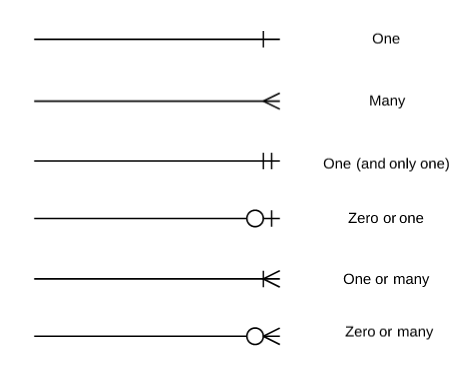 One
Many
One (and only one)
Zero or one
One or many
Zero or many